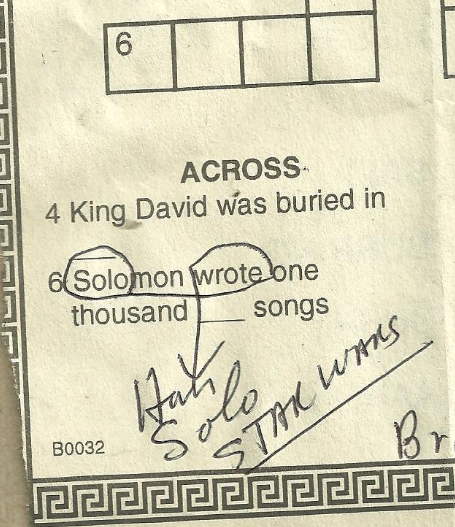 6
ACROSS
4 King David was buried in
6 Solomon wrote one
thousand ___ songs
Han
Solo
STAR WARS
B0032
Br